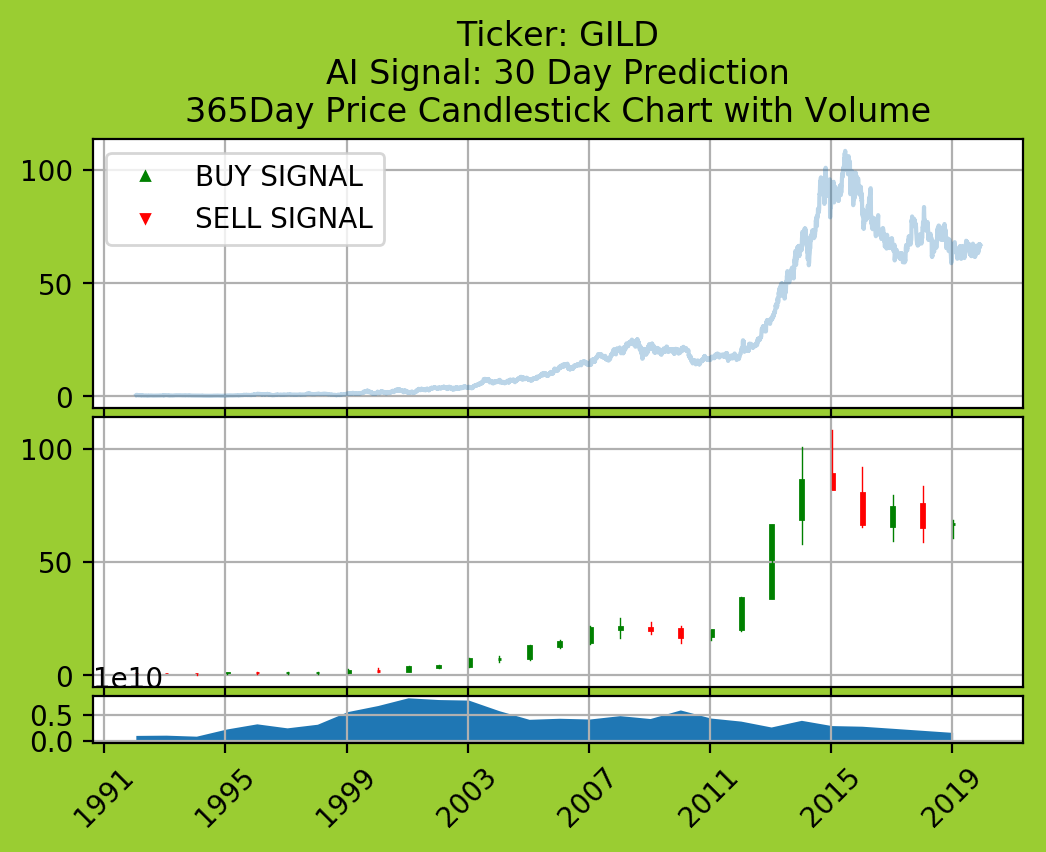 Ticker: GILD
AI Signal: 30 Day Prediction
365Day Price Candlestick Chart with Volume
BUY SIGNAL
SELL SIGNAL
100
50
0
100
50
0
1e10
0.5
0.0
1991 1995 1999 2003 2007 2011 2015 2019